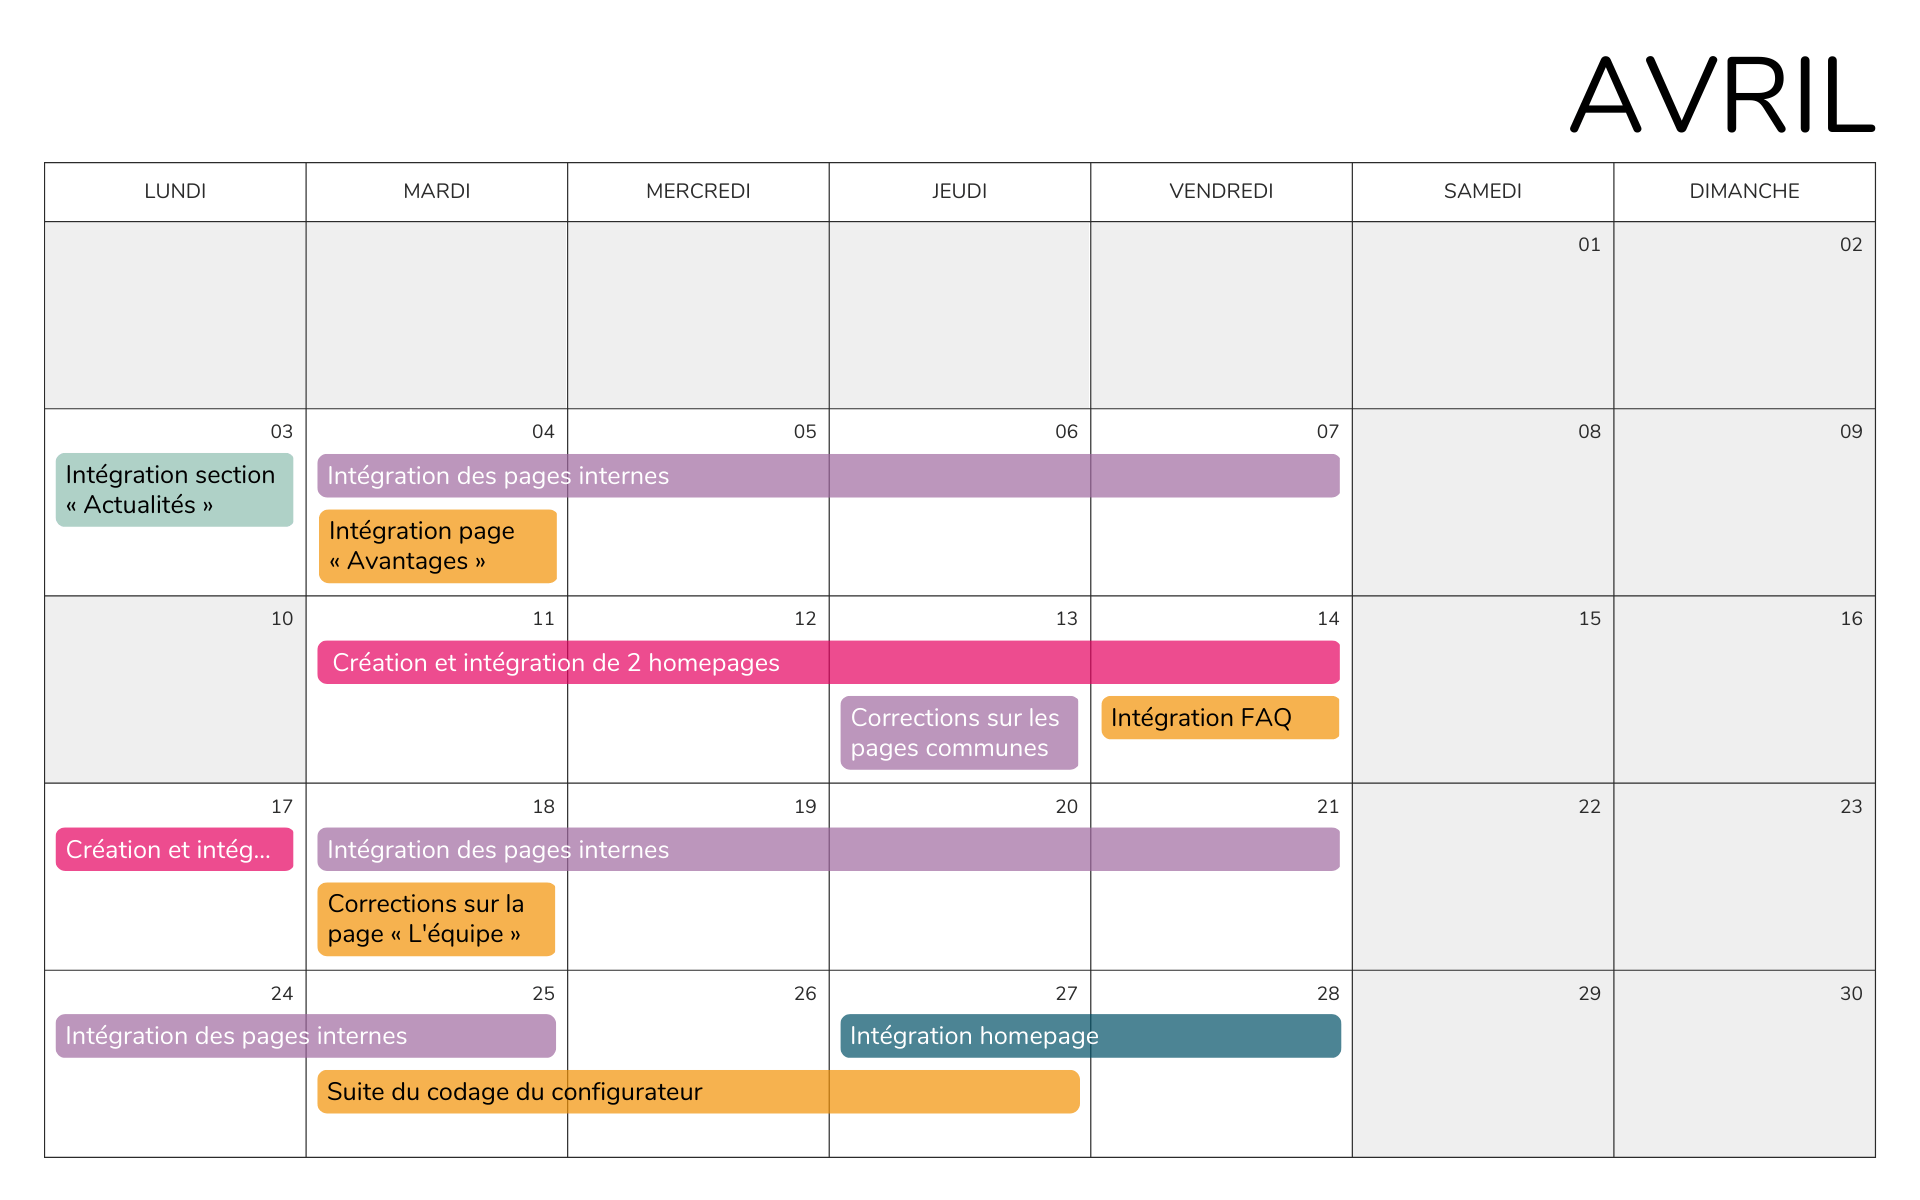 AVRIL
LUNDI MARDI MERCREDI JEUDI VENDREDI SAMEDI DIMANCHE
01 02
03 04 05 06 07 08 09
Intégration section
« Actualités »
Intégration des pages internes
Intégration page
« Avantages »
10 11 12 13 14 15 16
Création et intégration de 2 homepages
Corrections sur les
pages communes
Intégration FAQ
17 18 19 20 21 22 23
Création et intég...
Intégration des pages internes
Corrections sur la
page « L'équipe »
24 25 26 27 28 29 30
Intégration des pages internes
Intégration homepage
Suite du codage du configurateur